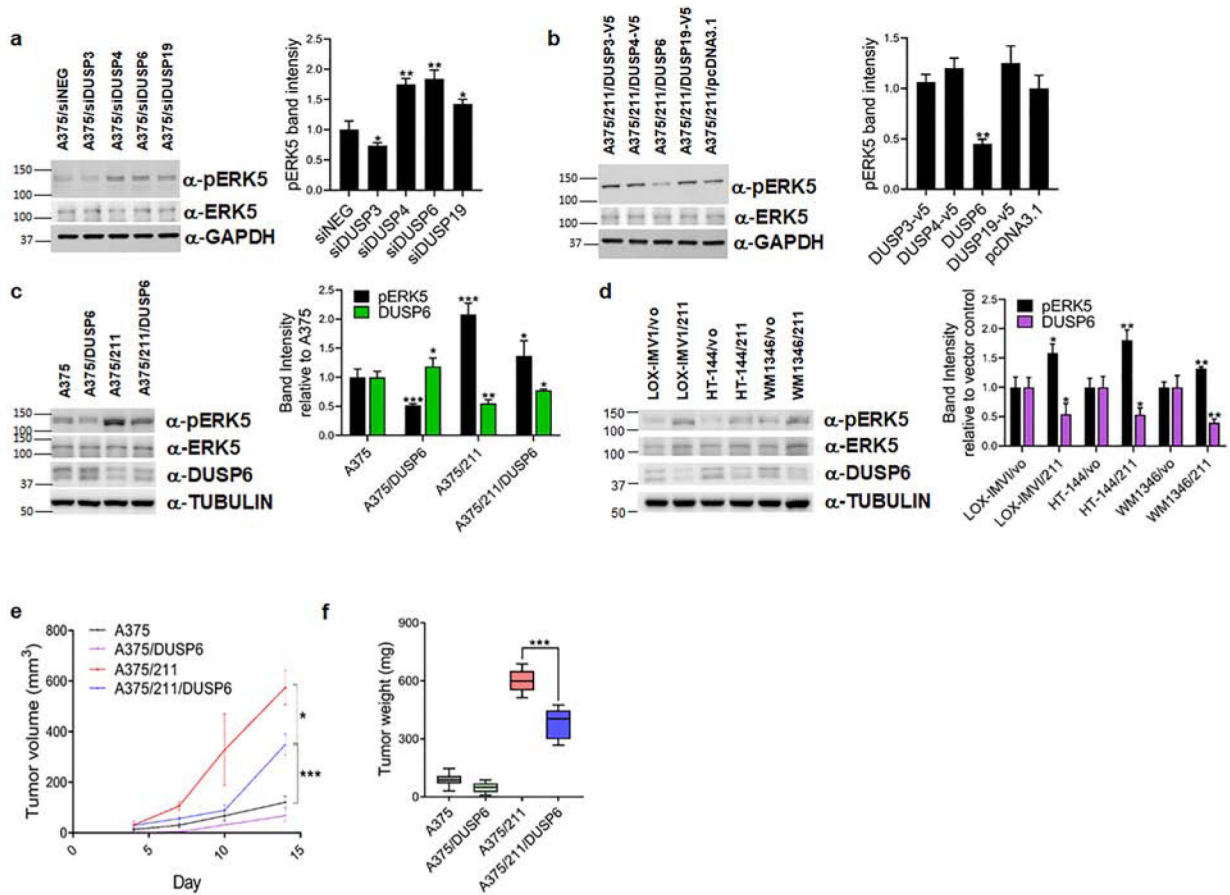 a
A375/siNEG
A375/siDUSP3
A375/siDUSP4
A375/siDUSP6
A375/siDUSP19
150
100
100
37
α-pERK5
α-ERK5
α-GAPDH
pERK5 band intensiy
2.0
1.5
1.0
0.5
0.0
*
**
**
*
siNEG
siDUSP3
siDUSP4
siDUSP6
siDUSP19
b
A375/211/DUSP3-V5
A375/211/DUSP4-V5
A375/211/DUSP6
A375/211/DUSP19-V5
A375/211/pcDNA3.1
150
100
100
37
α-pERK5
α-ERK5
α-GAPDH
pERK5 band intensiy
1.5
1.0
0.5
0.0
**
DUSP3-v5
DUSP4-v5
DUSP6
DUSP19-v5
pcDNA3.1
c
A375
A375/DUSP6
A375/211
A375/211/DUSP6
150
100
100
37
50
α-pERK5
α-ERK5
α-DUSP6
α-TUBULIN
Band Intensity
relative to A375
2.5
2.0
1.5
1.0
0.5
0.0
pERK5
DUSP6
***
*
***
**
*
*
A375
A375/DUSP6
A375/211
A375/211/DUSP6
d
LOX-IMV1/vo
LOX-IMV1/211
HT-144/vo
HT-144/211
WM1346/vo
WM1346/211
150
100
100
37
50
α-pERK5
α-ERK5
α-DUSP6
α-TUBULIN
Band Intensity
relative to vector control
2.5
2.0
1.5
1.0
0.5
0.0
pERK5
DUSP6
*
*
**
*
**
**
LOX-IMVI/vo
LOX-IMVI/211
HT-144/vo
HT-144/211
WM1346/vo
WM1346/211
e
A375
A375/DUSP6
A375/211
A375/211/DUSP6
Tumor volume (mm³)
800
600
400
200
0
0
5
10
15
Day
*
***
f
Tumor weight (mg)
900
600
300
0
***
A375
A375/DUSP6
A375/211
A375/211/DUSP6